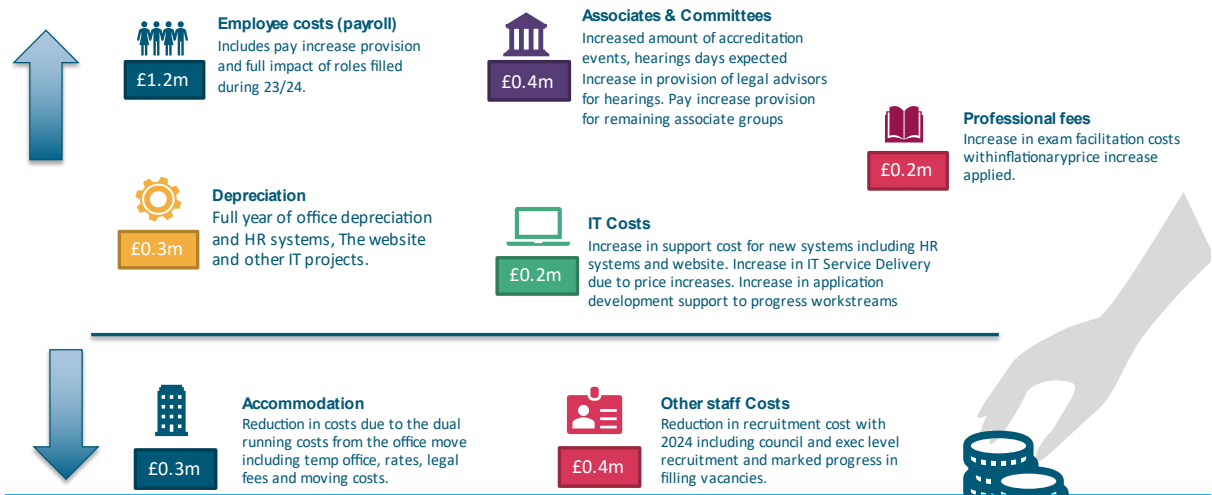 Employee costs (payroll)
Includes pay increase provision
and full impact of roles filled
during 23/24.
£1.2m
Associates & Committees
Increased amount of accreditation
events, hearings days expected
Increase in provision of legal advisors
for hearings. Pay increase provision
for remaining associate groups
£0.4m
Professional fees
Increase in exam facilitation costs
withinflationaryprice increase
applied.
£0.2m
Depreciation
Full year of office depreciation
and HR systems, The website
and other IT projects.
£0.3m
IT Costs
Increase in support cost for new systems including HR
systems and website. Increase in IT Service Delivery
due to price increases. Increase in application
development support to progress workstreams
£0.2m
Accommodation
Reduction in costs due to the dual
running costs from the office move
including temp office, rates, legal
fees and moving costs.
£0.3m
Other staff Costs
Reduction in recruitment cost with
2024 including council and exec level
recruitment and marked progress in
filling vacancies.
£0.4m